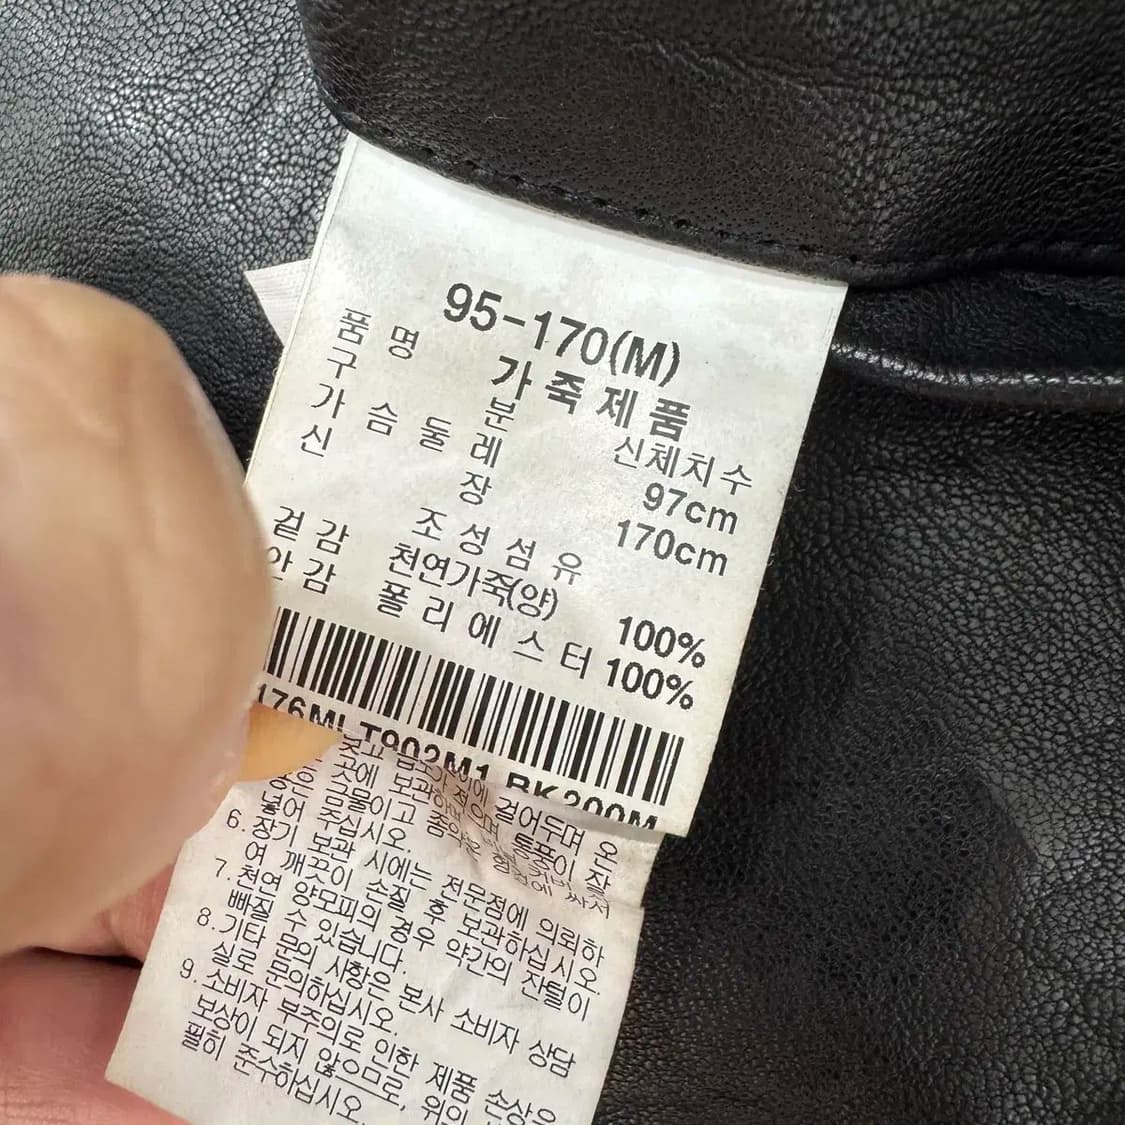 95-170(M)
품 명 가 죽 제 품
구 분 신체치수
가 슴 둘 레 97cm
신 장 170cm
조 성 섬 유
겉 감 천연가죽(양) 100%
안 감 폴 리 에 스 터 100%
에 걸어두며
6. 장기 보관 시에는 전문점에 의뢰하
여 깨끗이 손질 후 보관하십시오.
7. 천연 양모피의 경우 약간의 잔털이
빠질 수 있습니다.
8. 기타 문의 사항은 본사 소비자 상담
실로 문의하십시오.
9. 소비자 부주의로 인한 제품 손상은
보상이 되지 않으므로,
필히 준수하십시오.